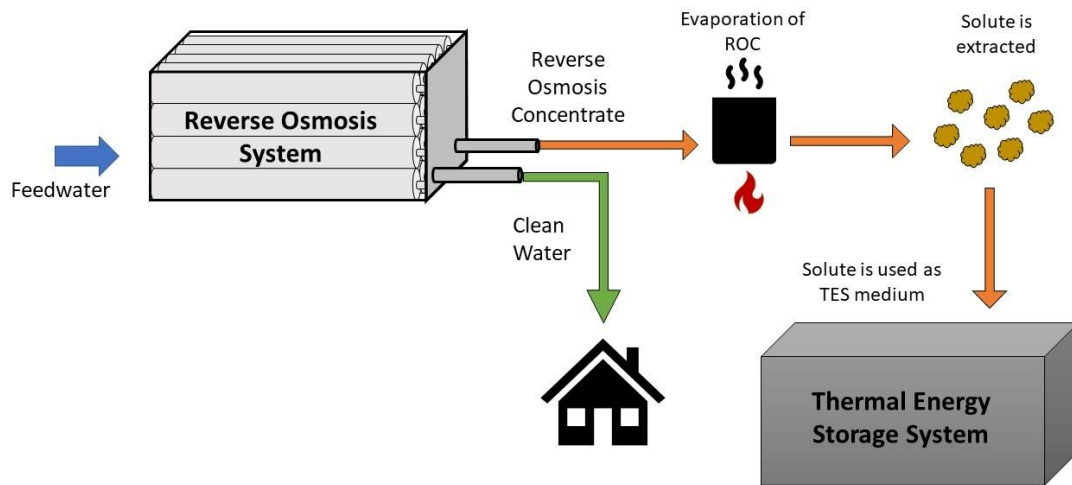 Evaporation of
ROC
Solute is
extracted
Reverse
Osmosis
Concentrate
Reverse Osmosis
System
Feedwater
Clean
Water
Solute is used as
TES medium
Thermal Energy
Storage System